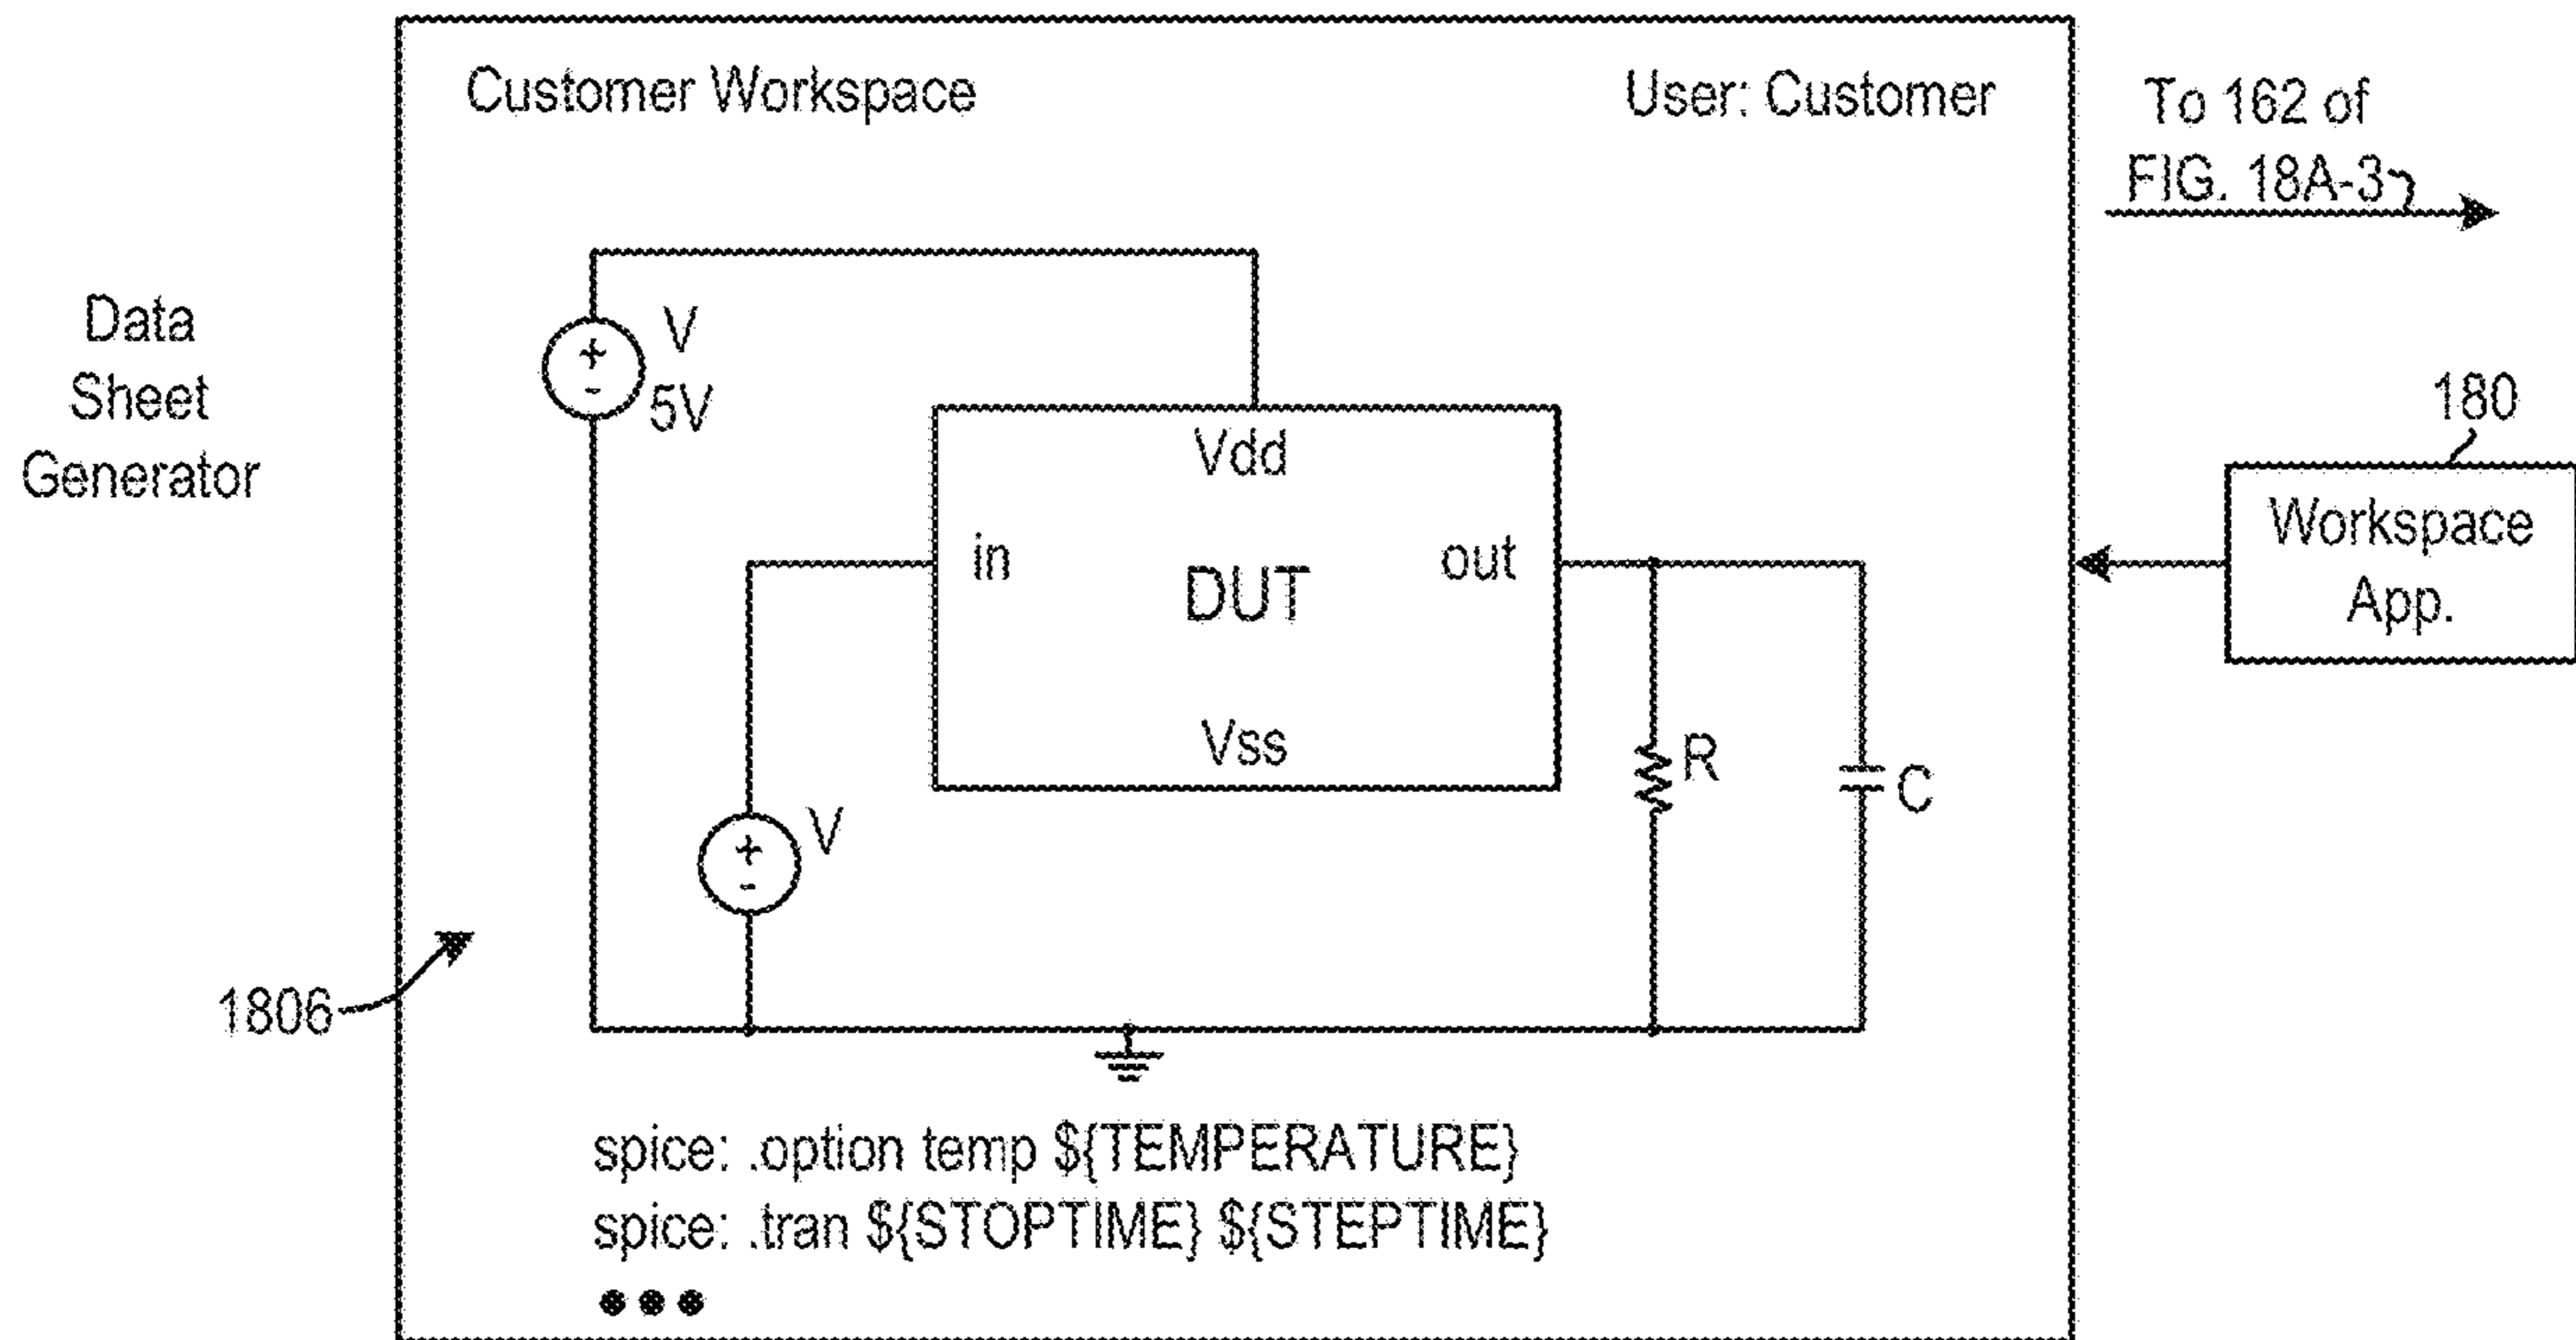 Customer Workspace
User: Customer
To 162 of
FIG. 18A-3
Data
Sheet
Generator
V
5V
+
-
Vdd
in
DUT
out
Vss
180
Workspace
App.
R
C
V
+
-
1806
spice: .option temp ${TEMPERATURE}
spice: .tran ${STOPTIME} ${STEPTIME}
•••